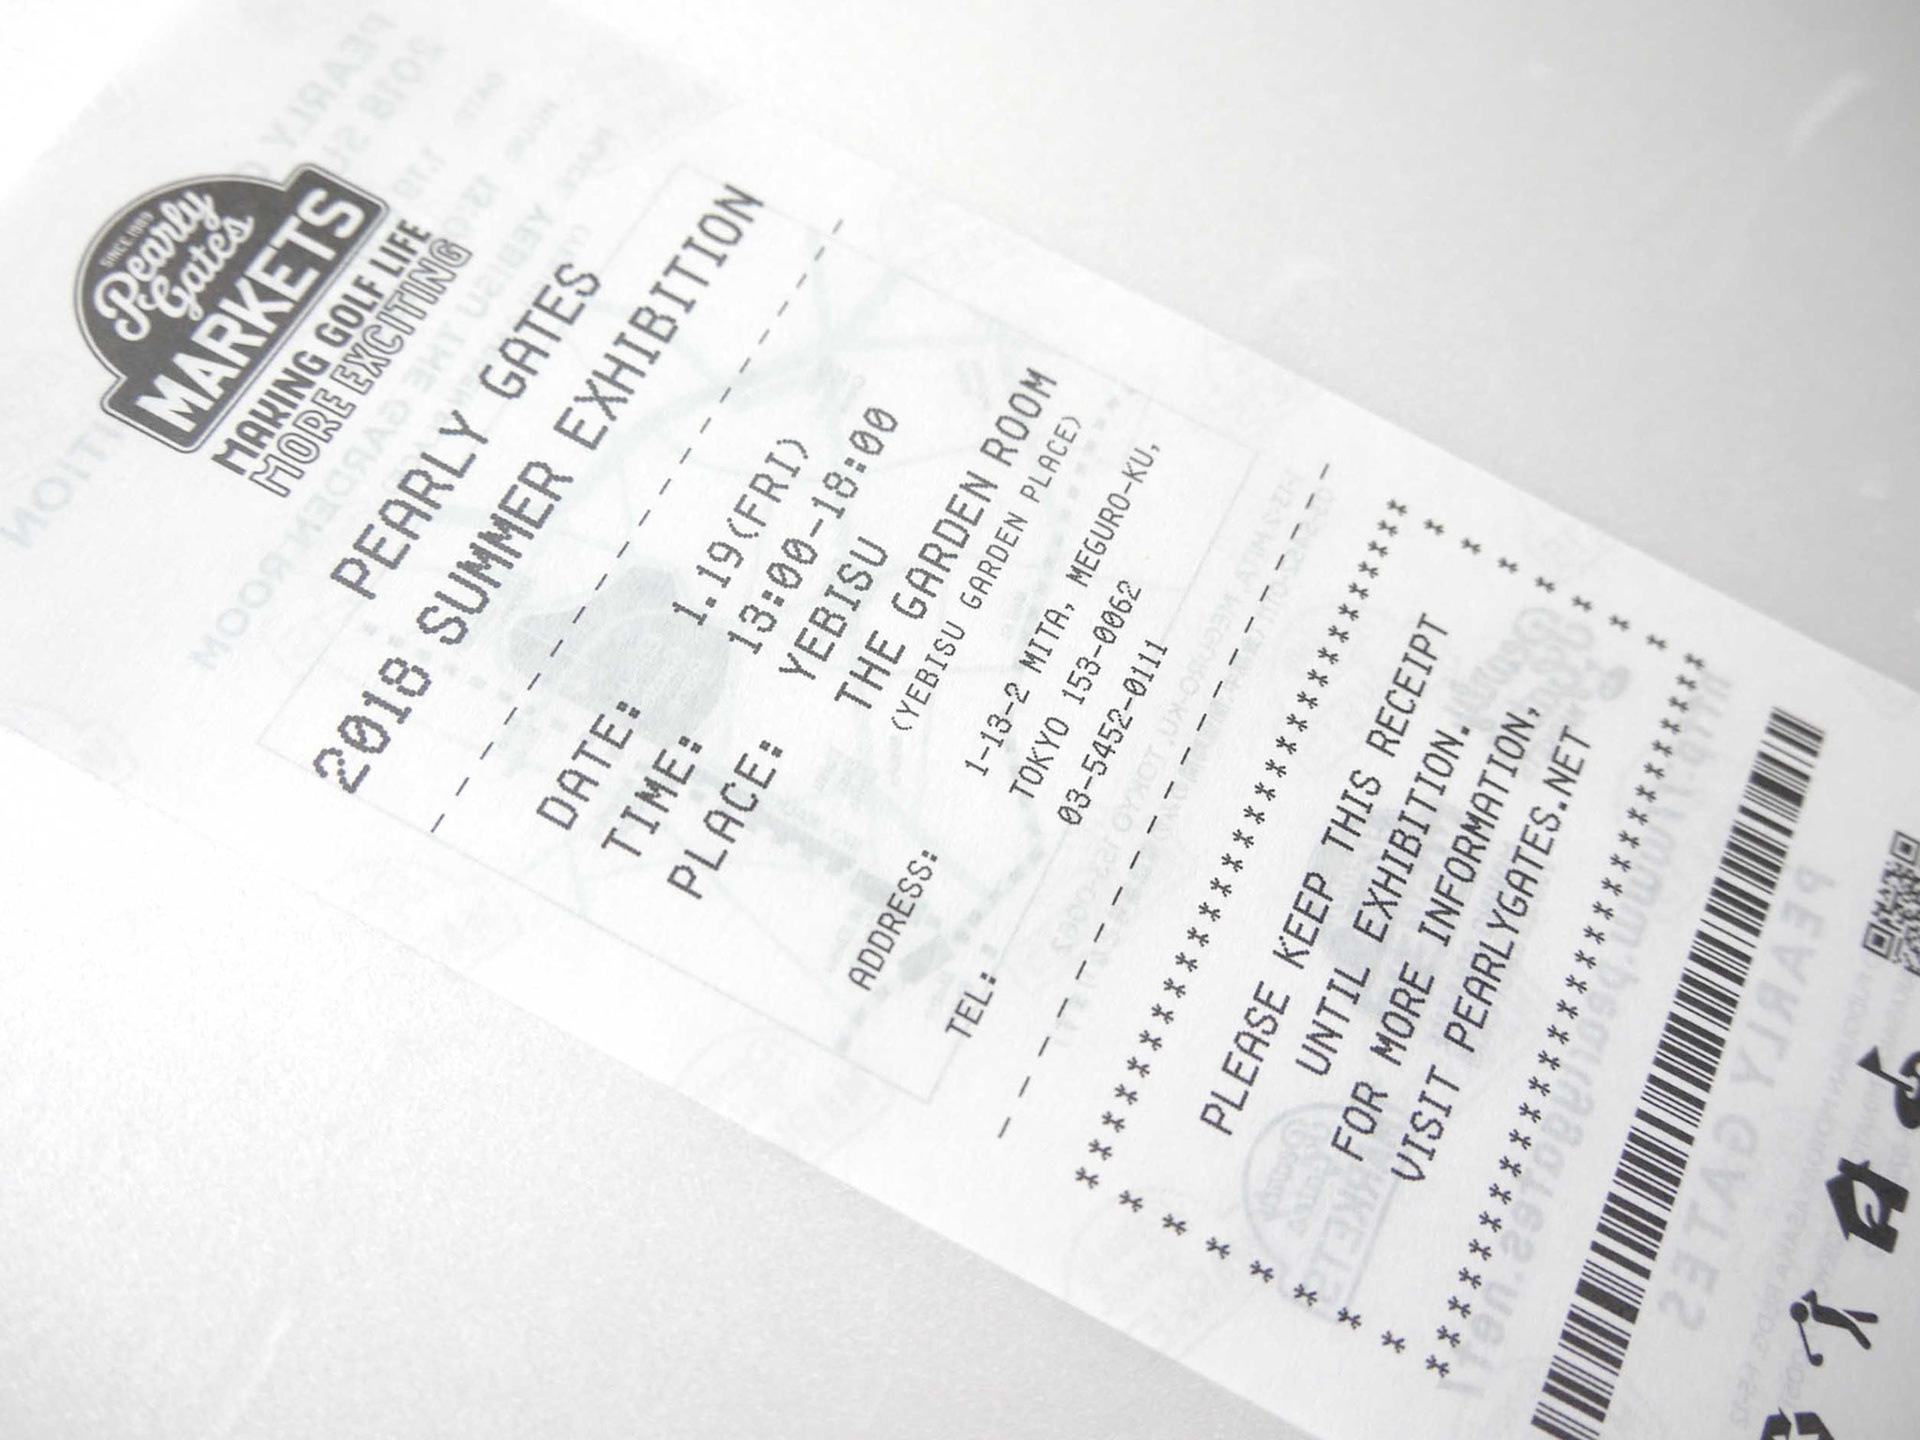 SINCE 1989
Pearly
Gates
MARKETS
MAKING GOLF LIFE
MORE EXCITING
PEARLY GATES
2018 SUMMER EXHIBITION
DATE: 1.19(FRI)
TIME: 13:00-18:00
PLACE: YEBISU
THE GARDEN ROOM
(YEBISU GARDEN PLACE)
ADDRESS: 1-13-2 MITA, MEGURO-KU,
TOKYO 153-0062
TEL: 03-5452-0111
PLEASE KEEP THIS RECEIPT
UNTIL EXHIBITION.
FOR MORE INFORMATION,
VISIT PEARLYGATES.NET